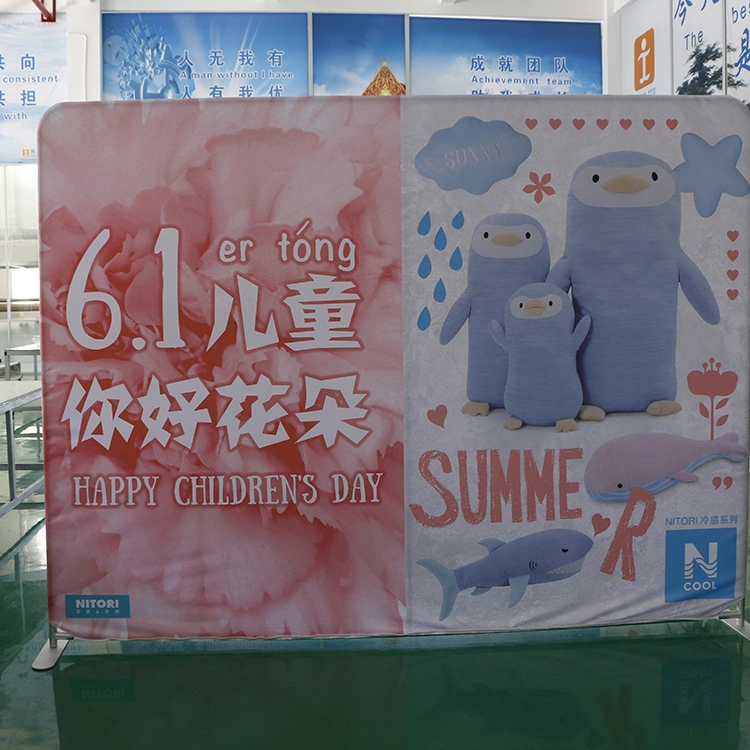 共向
consistent
共担
with
人无我有
A man without I have
人有我优
成就团队
Achievement team
The
best
SUNNY
er tóng
6.1儿童
你好花朵
HAPPY CHILDREN'S DAY
NITORI
SUMMER
NITORI 冷感系列
N
COOL